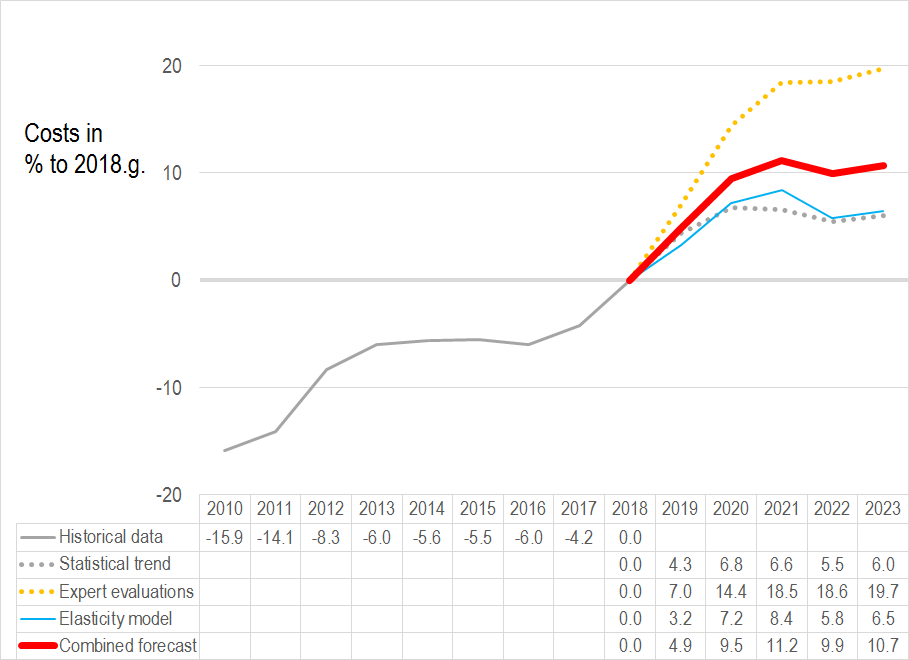 20
Costs in
% to 2018.g.
10
0
-10
-20
2010 2011 2012 2013 2014 2015 2016 2017 2018 2019 2020 2021 2022 2023
Historical data -15.9 -14.1 -8.3 -6.0 -5.6 -5.5 -6.0 -4.2 0.0
Statistical trend 0.0 4.3 6.8 6.6 5.5 6.0
Expert evaluations 0.0 7.0 14.4 18.5 18.6 19.7
Elasticity model 0.0 3.2 7.2 8.4 5.8 6.5
Combined forecast 0.0 4.9 9.5 11.2 9.9 10.7